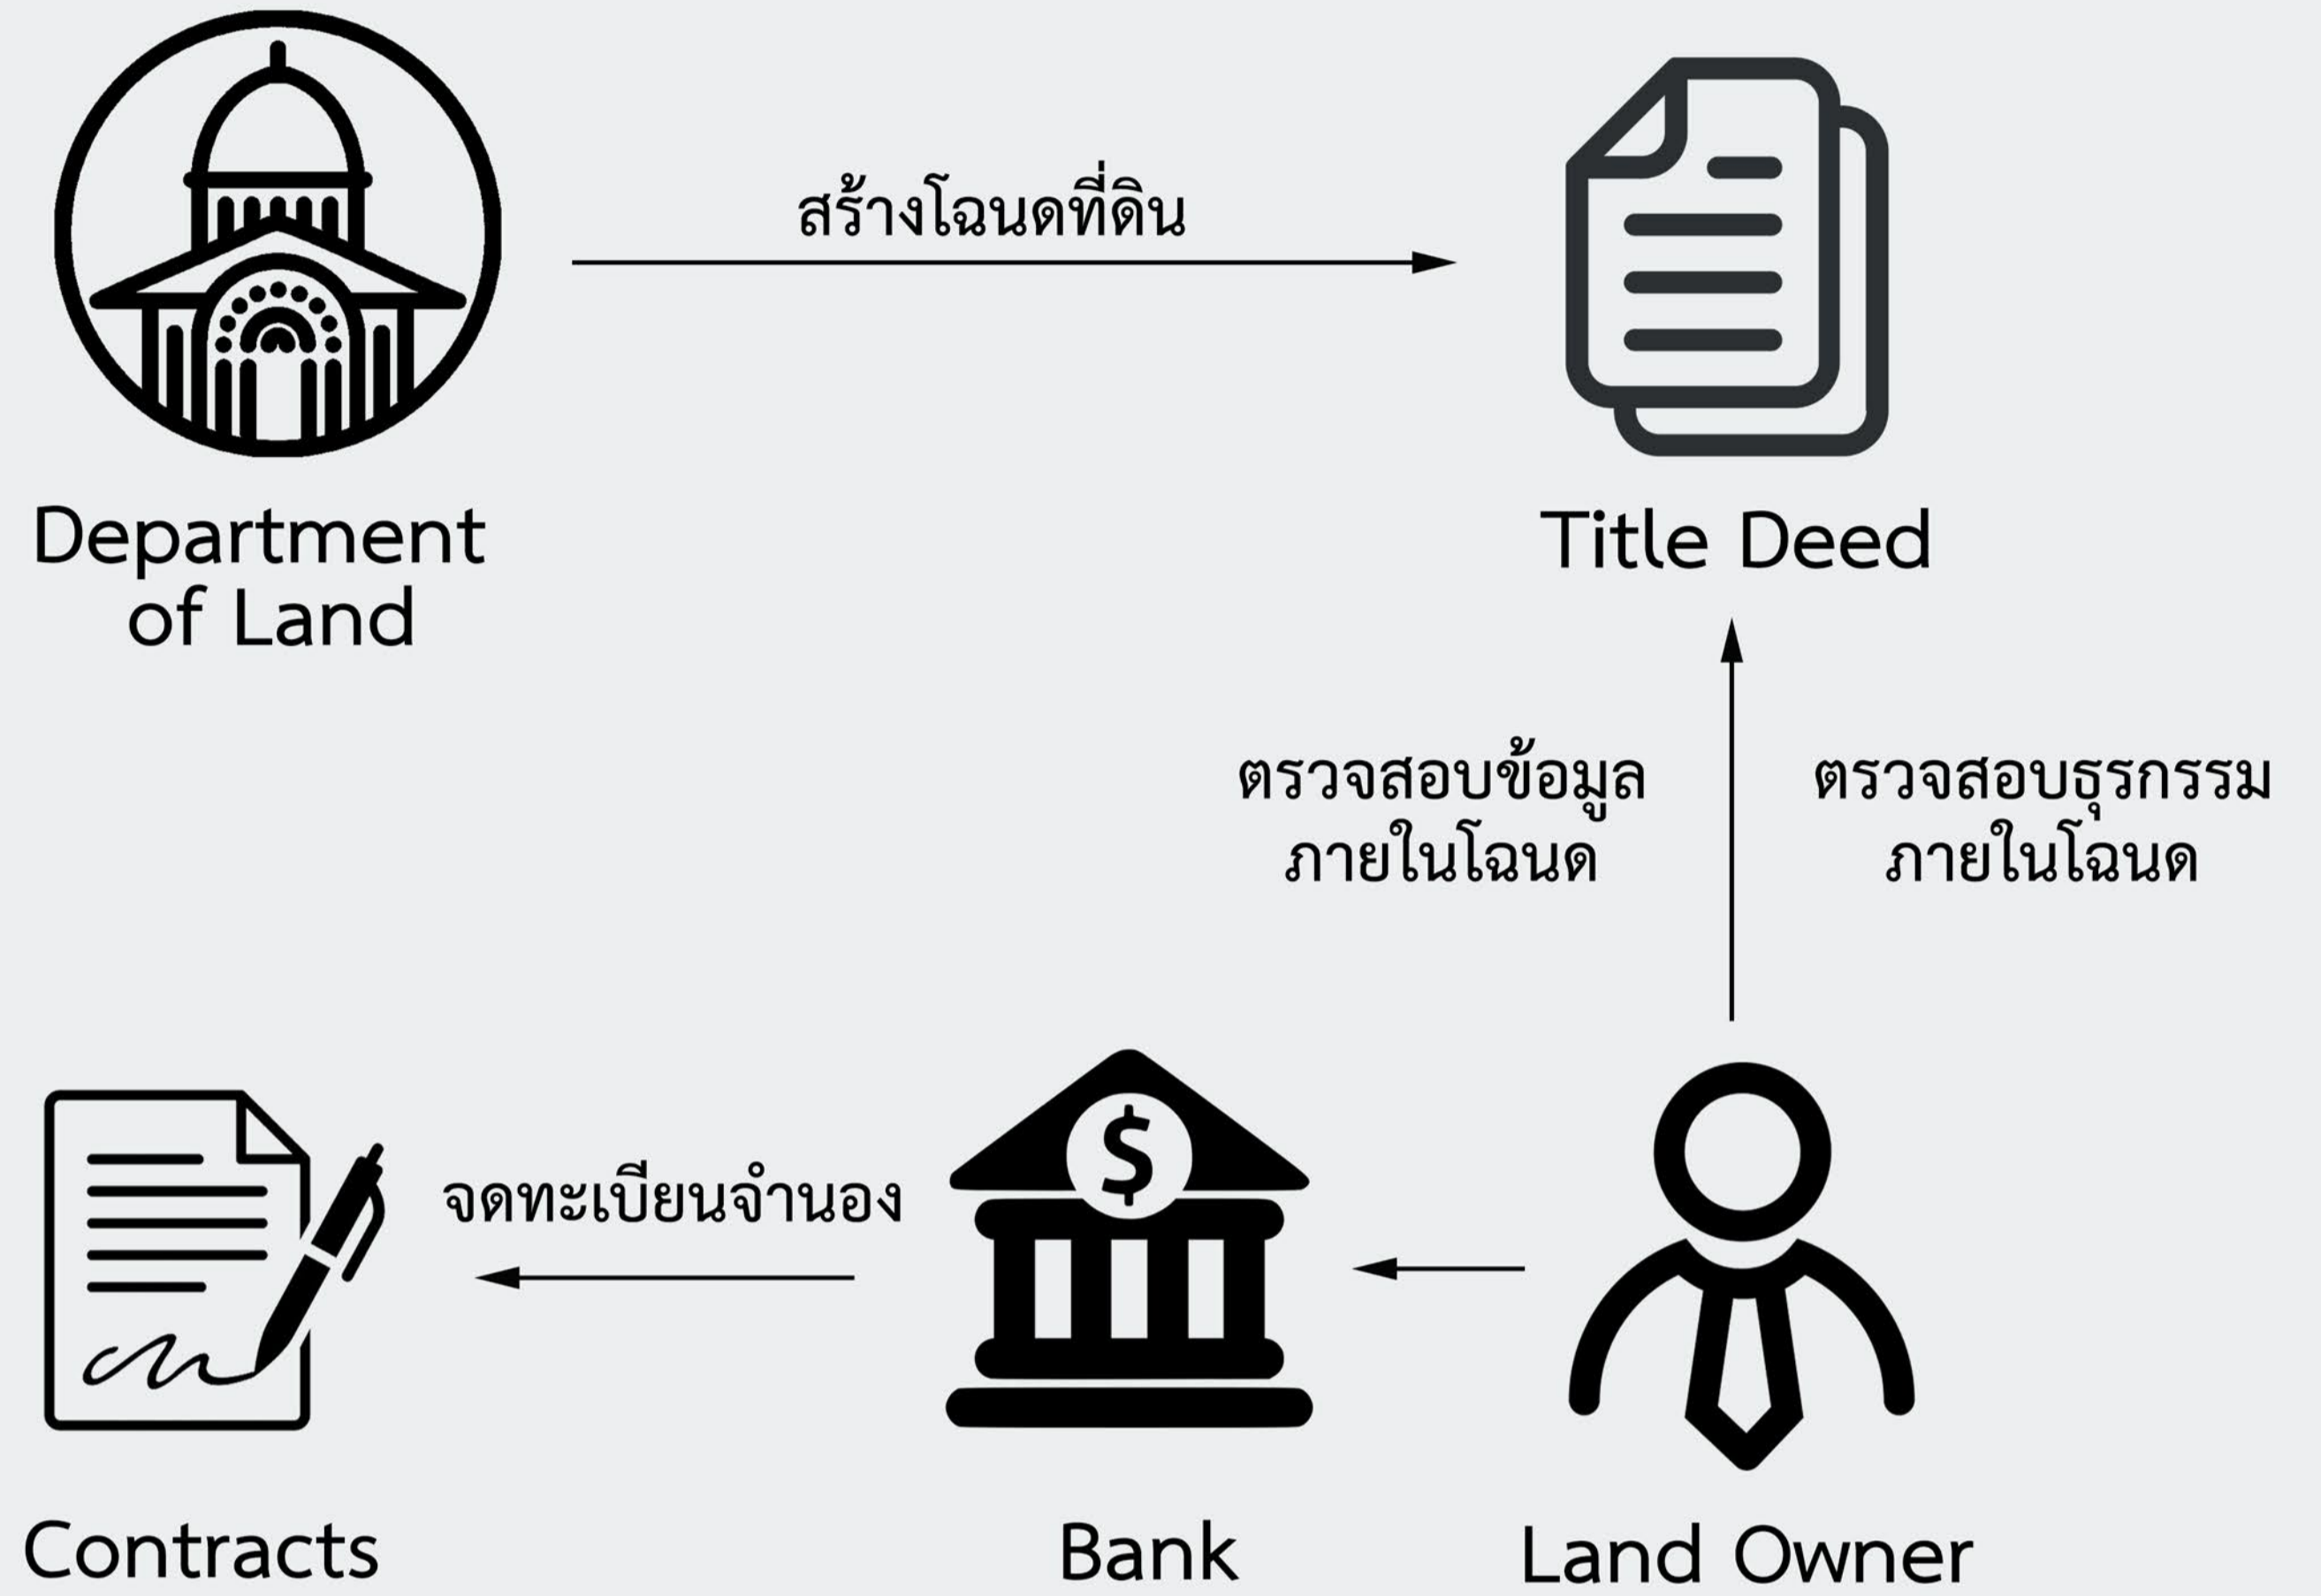 สร้างโฉนดที่ดิน
Department
of Land
Title Deed
ตรวจสอบข้อมูล
ภายในโฉนด
ตรวจสอบธุรกรรม
ภายในโฉนด
$
จดทะเบียนจำนอง
Contracts
Bank
Land Owner